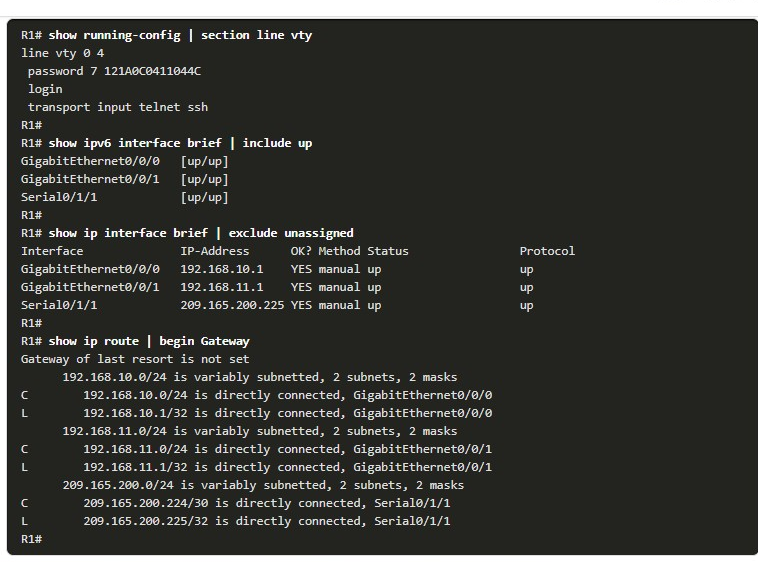 R1# show running-config | section line vty
line vty 0 4
 password 7 121A0C0411044C
 login
 transport input telnet ssh
R1#
R1# show ipv6 interface brief | include up
GigabitEthernet0/0/0   [up/up]
GigabitEthernet0/0/1   [up/up]
Serial0/1/1            [up/up]
R1#
R1# show ip interface brief | exclude unassigned
Interface              IP-Address      OK? Method Status                Protocol
GigabitEthernet0/0/0   192.168.10.1    YES manual up                    up
GigabitEthernet0/0/1   192.168.11.1    YES manual up                    up
Serial0/1/1            209.165.200.225 YES manual up                    up
R1#
R1# show ip route | begin Gateway
Gateway of last resort is not set
      192.168.10.0/24 is variably subnetted, 2 subnets, 2 masks
C        192.168.10.0/24 is directly connected, GigabitEthernet0/0/0
L        192.168.10.1/32 is directly connected, GigabitEthernet0/0/0
      192.168.11.0/24 is variably subnetted, 2 subnets, 2 masks
C        192.168.11.0/24 is directly connected, GigabitEthernet0/0/1
L        192.168.11.1/32 is directly connected, GigabitEthernet0/0/1
      209.165.200.0/24 is variably subnetted, 2 subnets, 2 masks
C        209.165.200.224/30 is directly connected, Serial0/1/1
L        209.165.200.225/32 is directly connected, Serial0/1/1
R1#